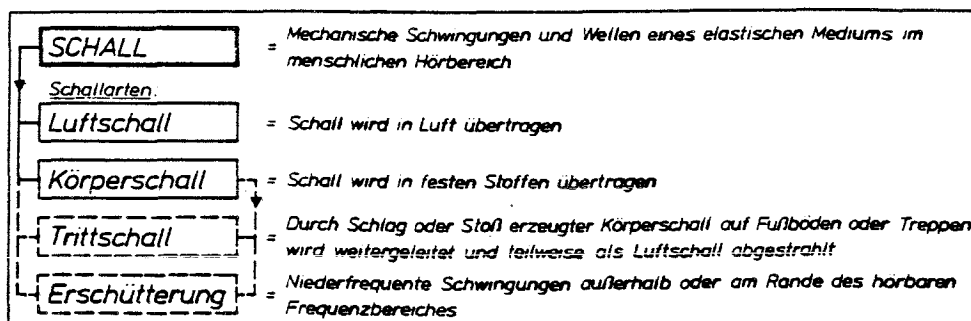 SCHALL = Mechanische Schwingungen und Wellen eines elastischen Mediums im
menschlichen Hörbereich
Schallarten:
Luftschall = Schall wird in Luft übertragen
Körperschall = Schall wird in festen Stoffen übertragen
Trittschall = Durch Schlag oder Stoß erzeugter Körperschall auf Fußböden oder Treppen
wird weitergeleitet und teilweise als Luftschall abgestrahlt
Erschütterung = Niederfrequente Schwingungen außerhalb oder am Rande des hörbaren
Frequenzbereiches